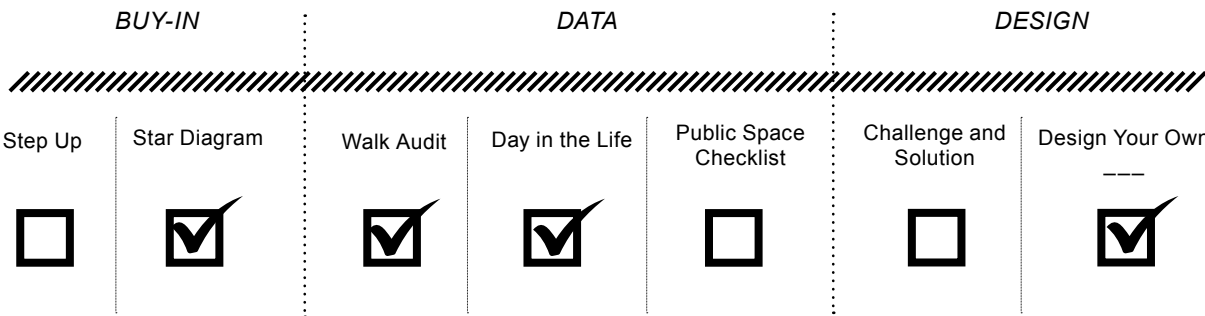 BUY-IN
DATA
DESIGN
Step Up
Star Diagram
Walk Audit
Day in the Life
Public Space
Checklist
Challenge and
Solution
Design Your Own
___